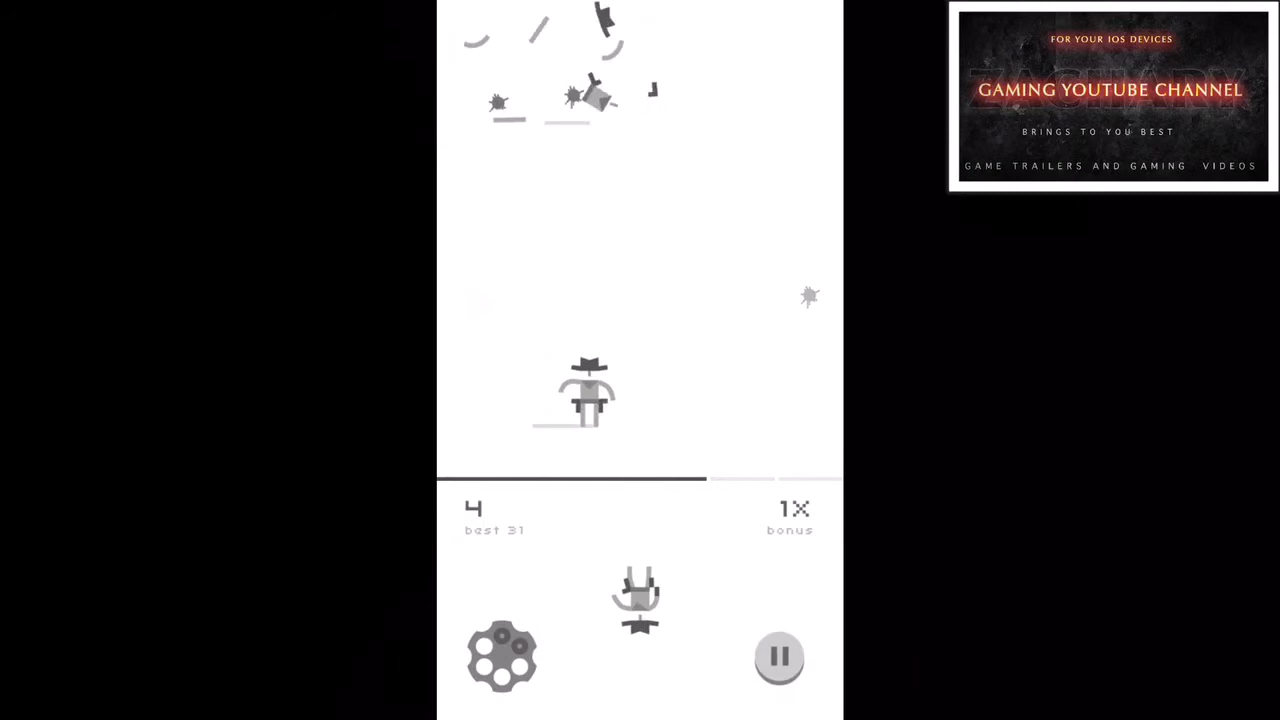 FOR YOUR IOS DEVICES
GAMING YOUTUBE CHANNEL
BRINGS TO YOU BEST
GAME TRAILERS AND GAMING VIDEOS
4
1X
best 31
bonus